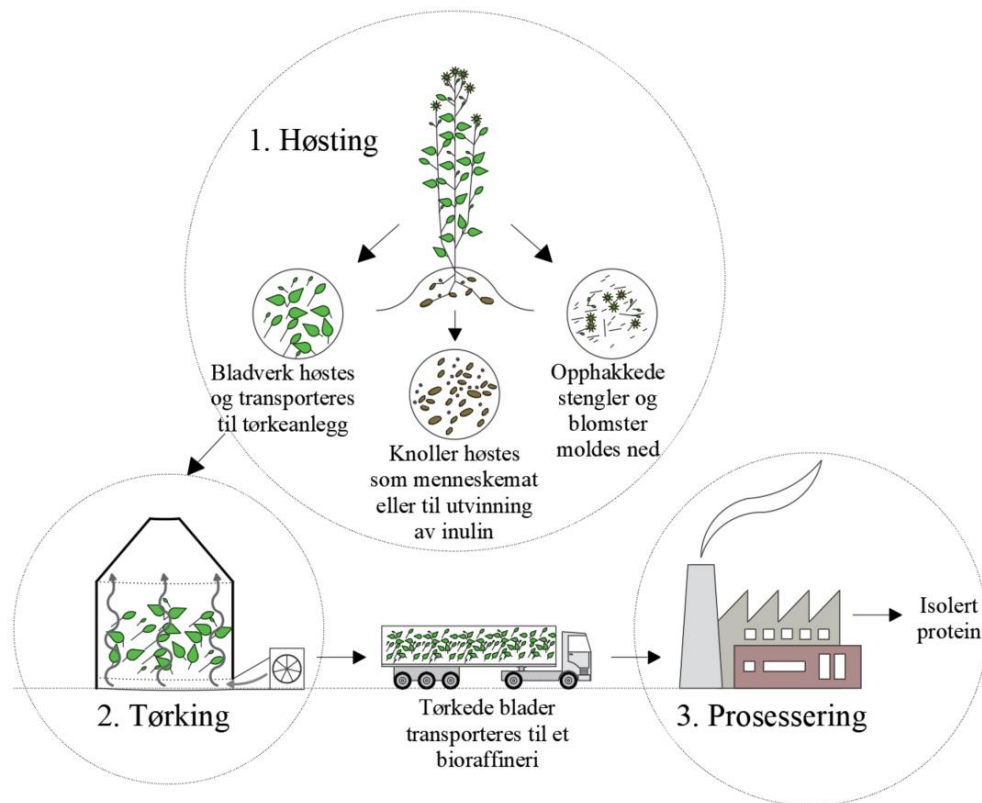 1. Høsting
Bladverk høstes
og transporteres
til tørkeanlegg
Knoller høstes
som menneskemat
eller til utvinning
av inulin
Opphakkede
stengler og
blomster
moldes ned
2. Tørking
Tørkede blader
transporteres til et
bioraffineri
3. Prosessering
Isolert
protein